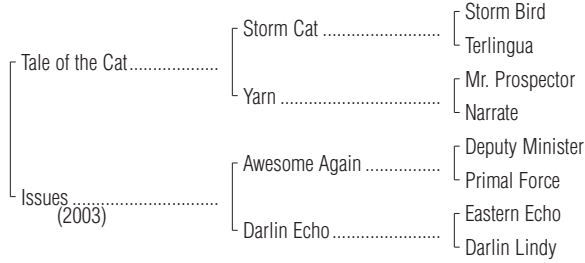 Storm Bird
Storm Cat ......................
Terlingua
Tale of the Cat.................
Mr. Prospector
Yarn ..............................
Narrate
Deputy Minister
Awesome Again ..............
Primal Force
Issues ...........................
(2003)
Eastern Echo
Darlin Echo....................
Darlin Lindy